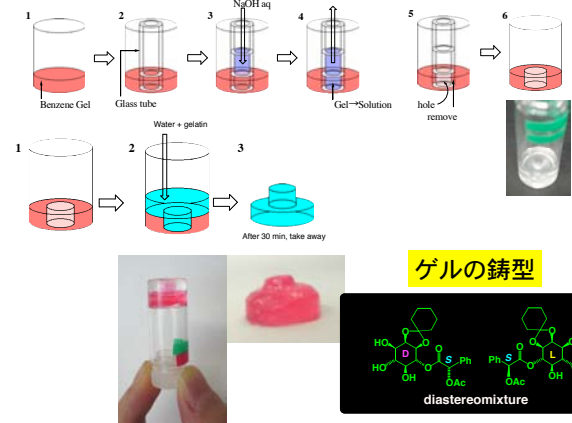 1
2
3
4
5
6
NaOH aq
Benzene Gel
Glass tube
Gel→Solution
hole
remove
1
2
3
Water + gelatin
After 30 min, take away
ゲルの鋳型
O
O
HO
HO
OH
D
O
O
S
Ph
OAc
Ph
S
O
O
OAc
L
O
OH
diastereomixture